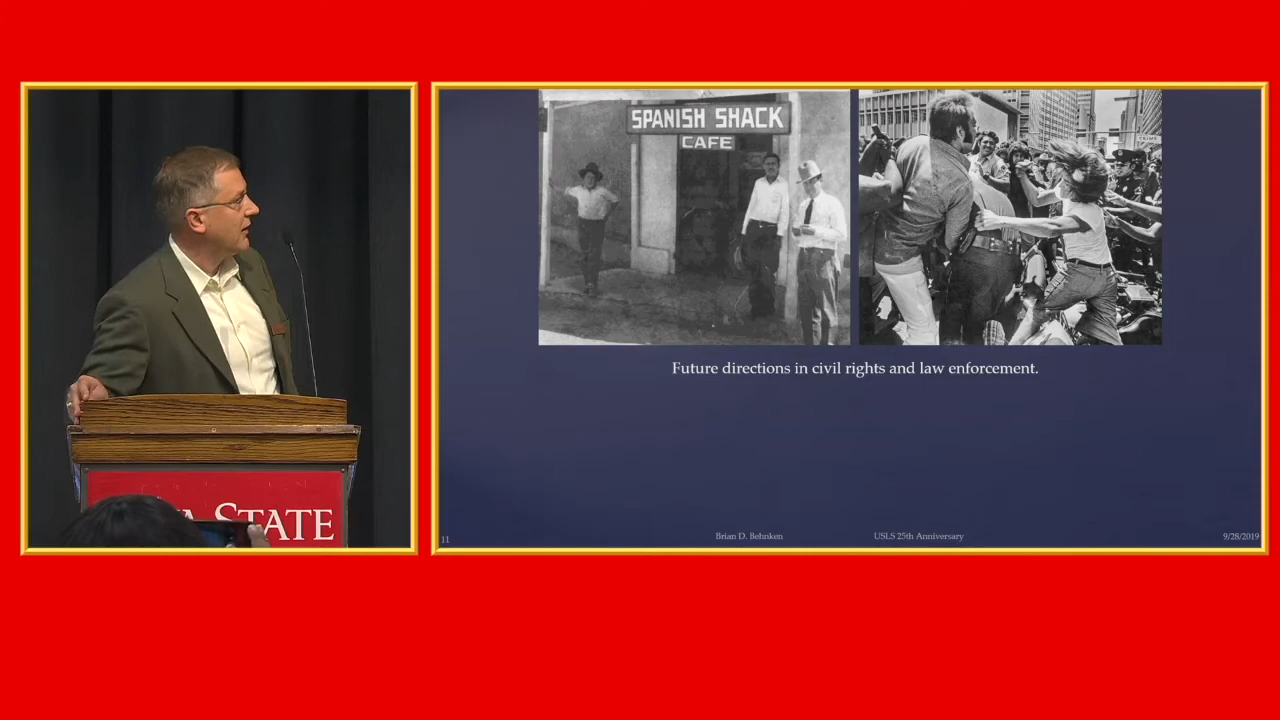 SPANISH SHACK
CAFE
Future directions in civil rights and law enforcement.
STATE
11
Brian D. Behnken
USLS 25th Anniversary
9/28/2019